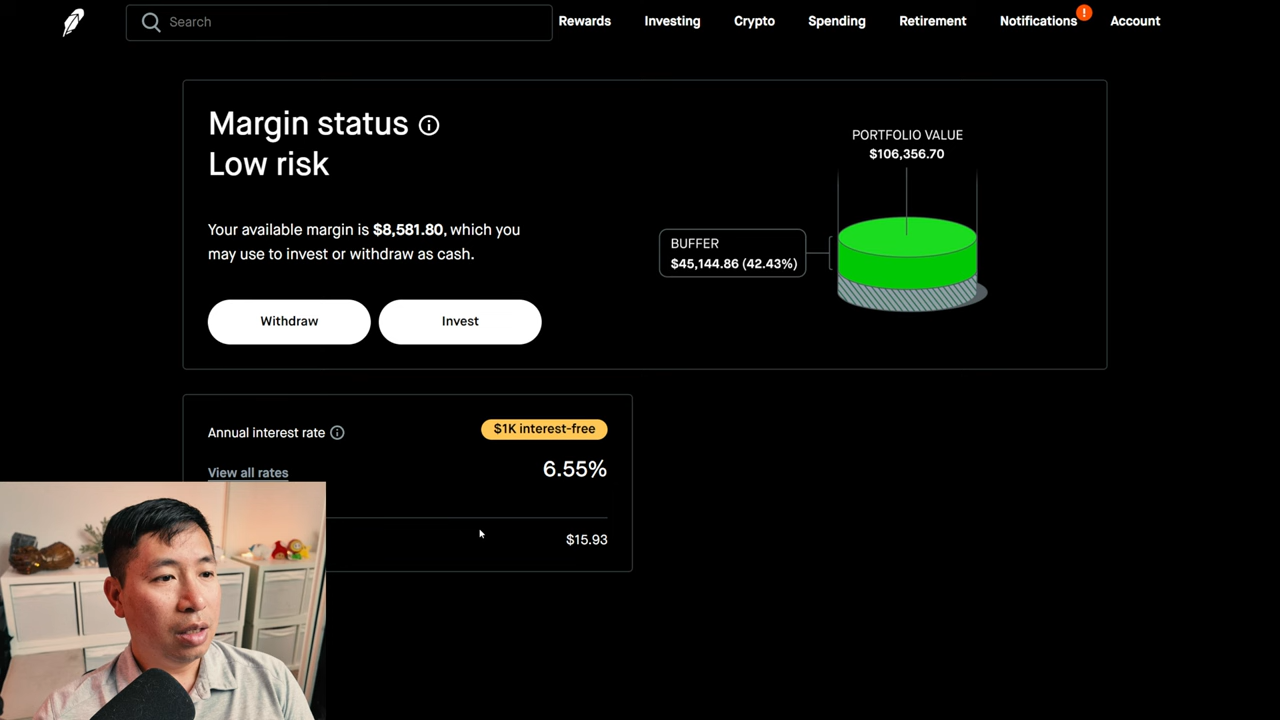 Search
Rewards
Investing
Crypto
Spending
Retirement
Notifications
!
Account
Margin status
Low risk
Your available margin is $8,581.80, which you
may use to invest or withdraw as cash.
Withdraw
Invest
PORTFOLIO VALUE
$106,356.70
BUFFER
$45,144.86 (42.43%)
Annual interest rate
$1K interest-free
View all rates
6.55%
$15.93